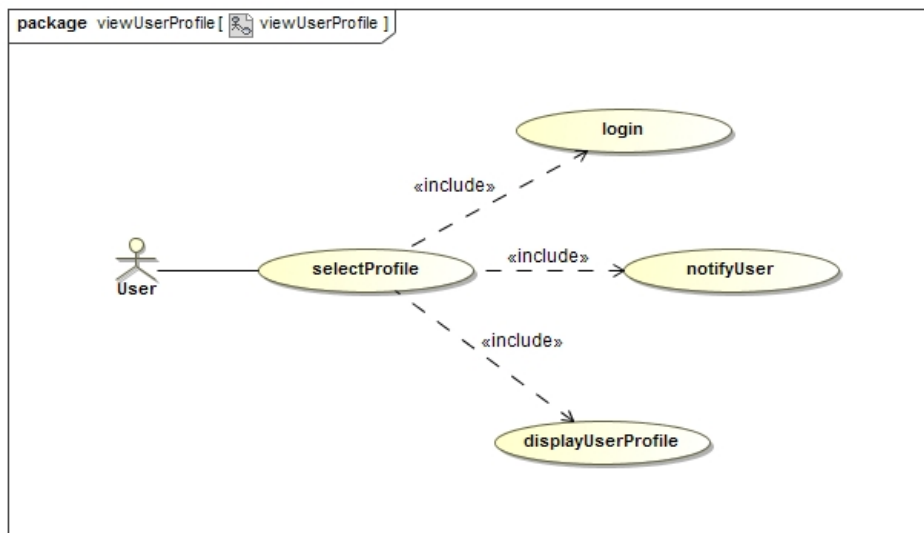 package viewUserProfile [ viewUserProfile ]
login
«include»
«include»
selectProfile
notifyUser
User
«include»
displayUserProfile